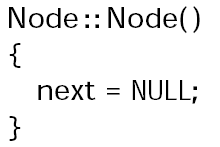 Node::Node()
{
next = NULL;
}